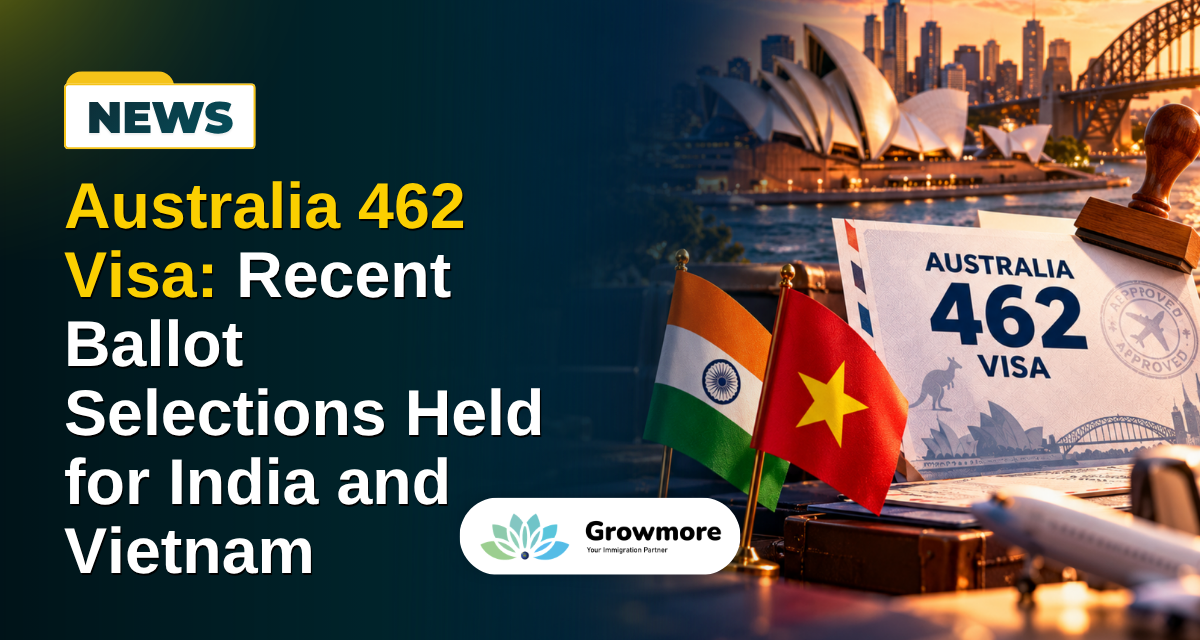 NEWS
Australia 462
Visa: Recent
Ballot
Selections Held
for India and
Vietnam
Growmore
Your Immigration Partner
AUSTRALIA
462
VISA
APPROVED
APPROVED